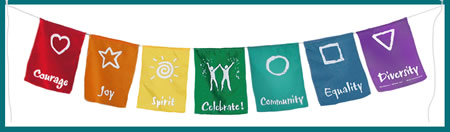 Courage
Joy
Spirit
Celebrate!
Community
Equality
Diversity